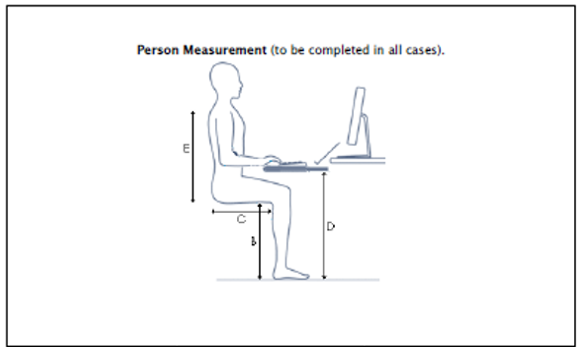 Person Measurement (to be completed in all cases).
E
C
B
D